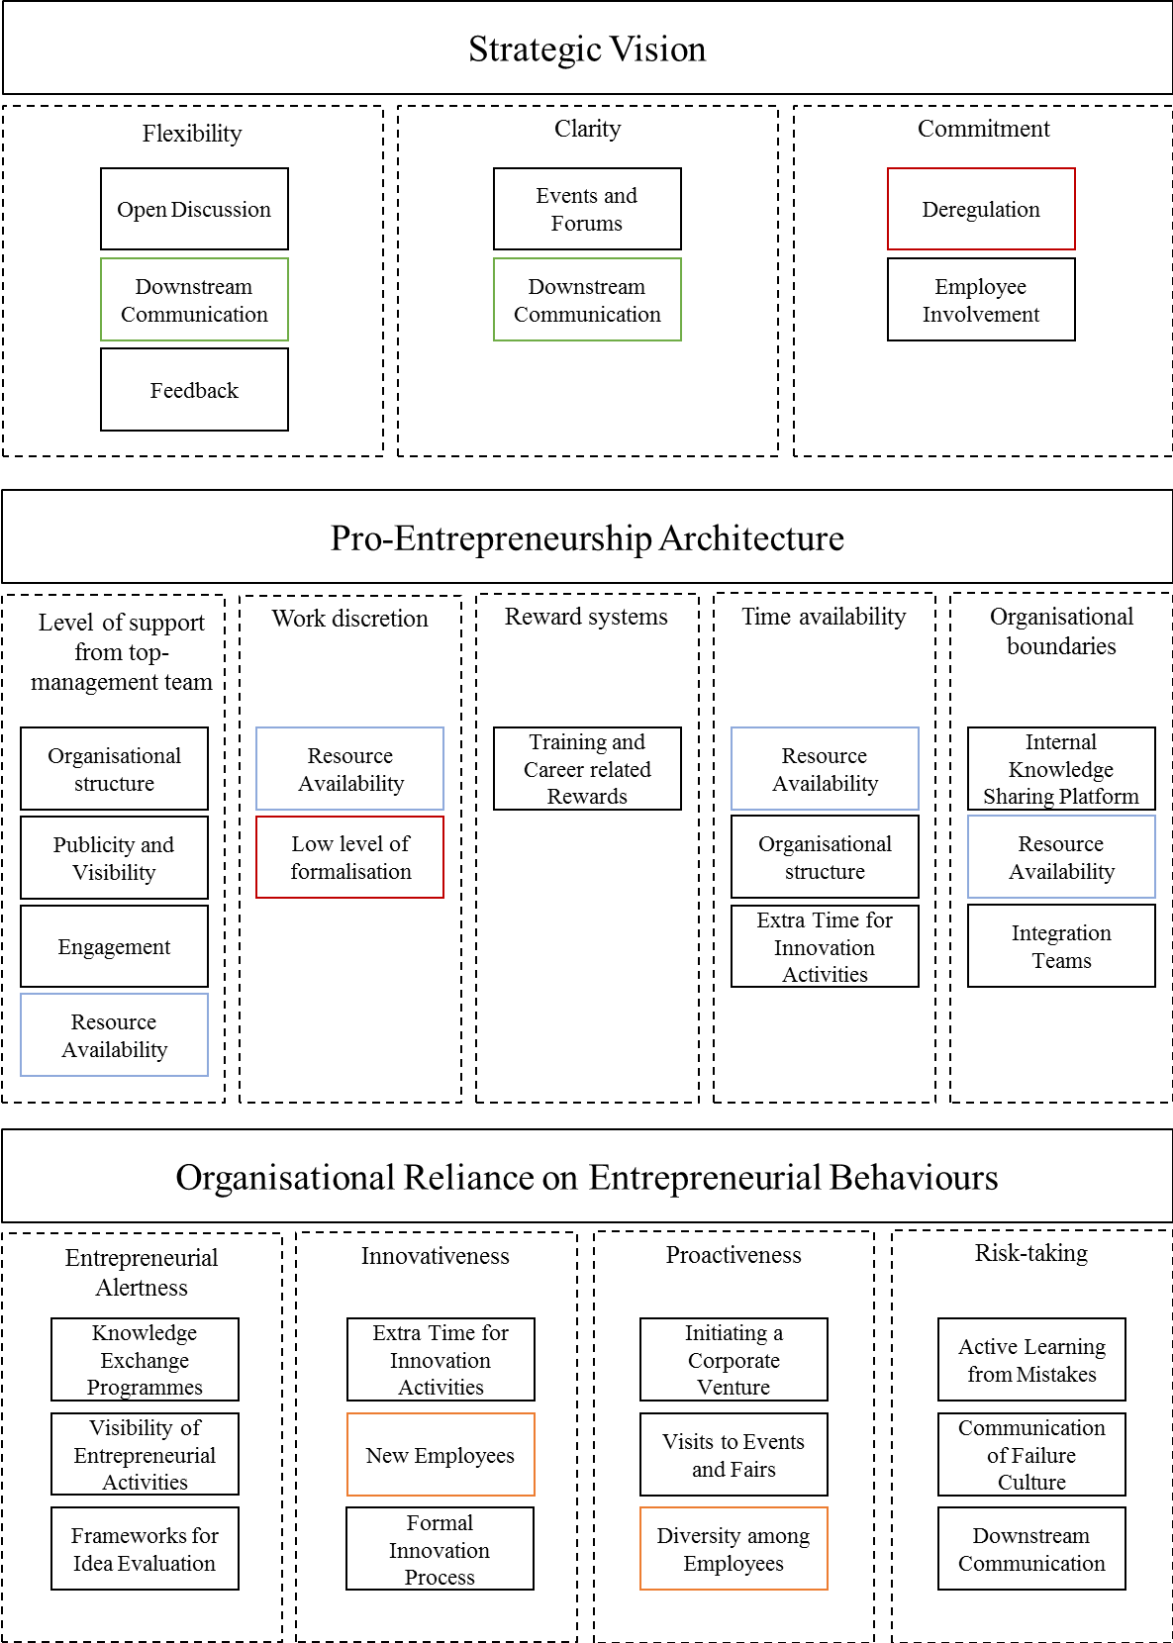 Strategic Vision
Flexibility
Open Discussion
Downstream
Communication
Feedback
Clarity
Events and
Forums
Downstream
Communication
Commitment
Deregulation
Employee
Involvement
Pro-Entrepreneurship Architecture
Level of support
from top-
management team
Organisational
structure
Publicity and
Visibility
Engagement
Resource
Availability
Work discretion
Resource
Availability
Low level of
formalisation
Reward systems
Training and
Career related
Rewards
Time availability
Resource
Availability
Organisational
structure
Extra Time for
Innovation
Activities
Organisational
boundaries
Internal
Knowledge
Sharing Platform
Resource
Availability
Integration
Teams
Organisational Reliance on Entrepreneurial Behaviours
Entrepreneurial
Alertness
Knowledge
Exchange
Programmes
Visibility of
Entrepreneurial
Activities
Frameworks for
Idea Evaluation
Innovativeness
Extra Time for
Innovation
Activities
New Employees
Formal
Innovation
Process
Proactiveness
Initiating a
Corporate
Venture
Visits to Events
and Fairs
Diversity among
Employees
Risk-taking
Active Learning
from Mistakes
Communication
of Failure
Culture
Downstream
Communication